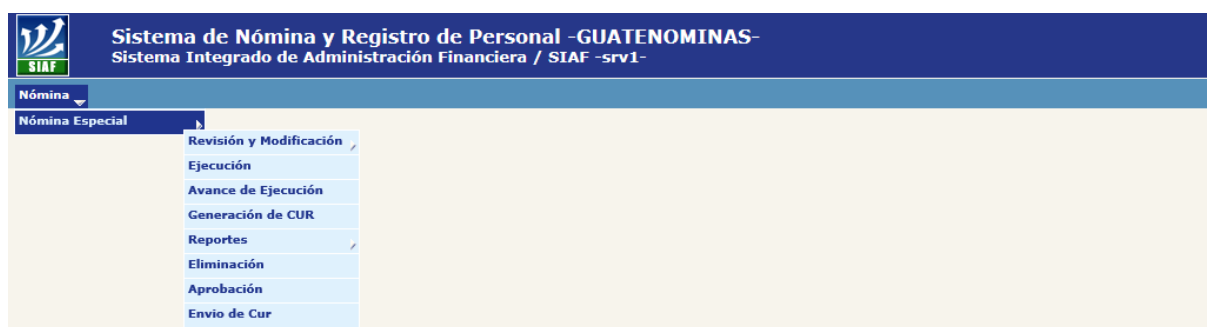 Sistema de Nómina y Registro de Personal -GUATENOMINAS-
SIAF
Sistema Integrado de Administración Financiera / SIAF -srv1-
Nómina
Nómina Especial
Revisión y Modificación
Ejecución
Avance de Ejecución
Generación de CUR
Reportes
Eliminación
Aprobación
Envio de Cur